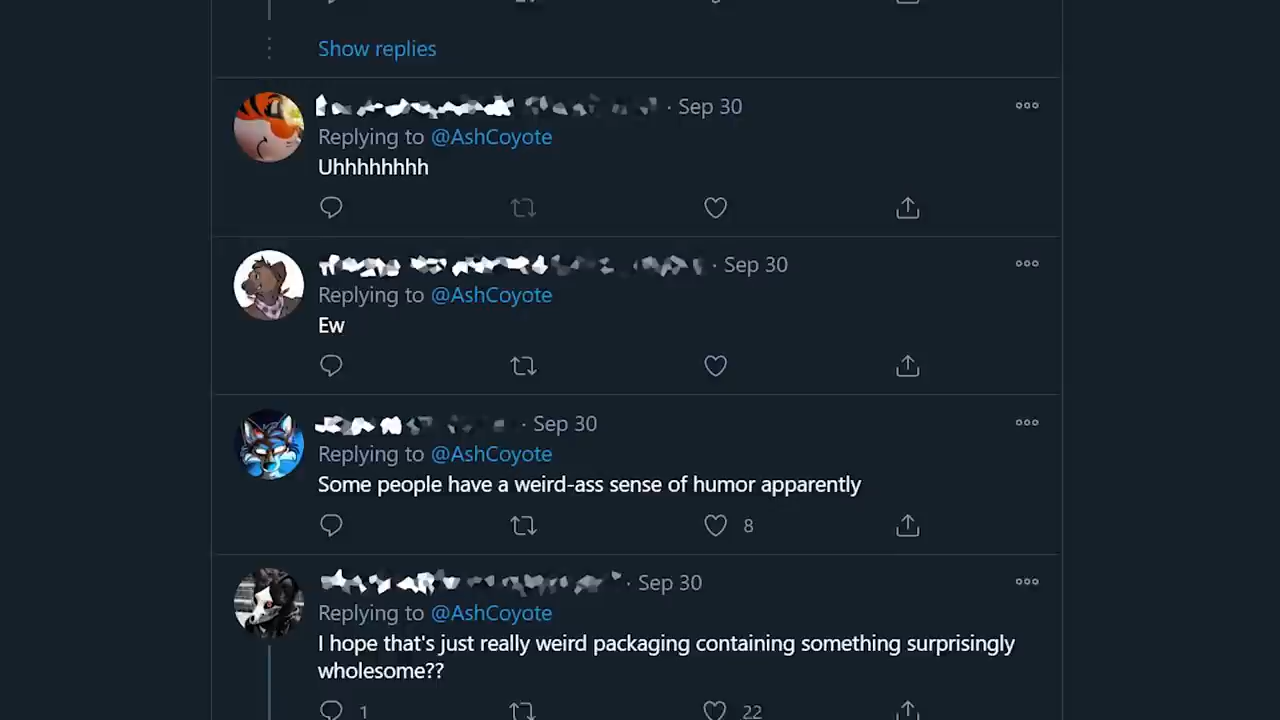 Show replies
· Sep 30
Replying to @AshCoyote
Uhhhhhhhh
· Sep 30
Replying to @AshCoyote
Ew
· Sep 30
Replying to @AshCoyote
Some people have a weird-ass sense of humor apparently
8
· Sep 30
Replying to @AshCoyote
I hope that's just really weird packaging containing something surprisingly
wholesome??
1 22